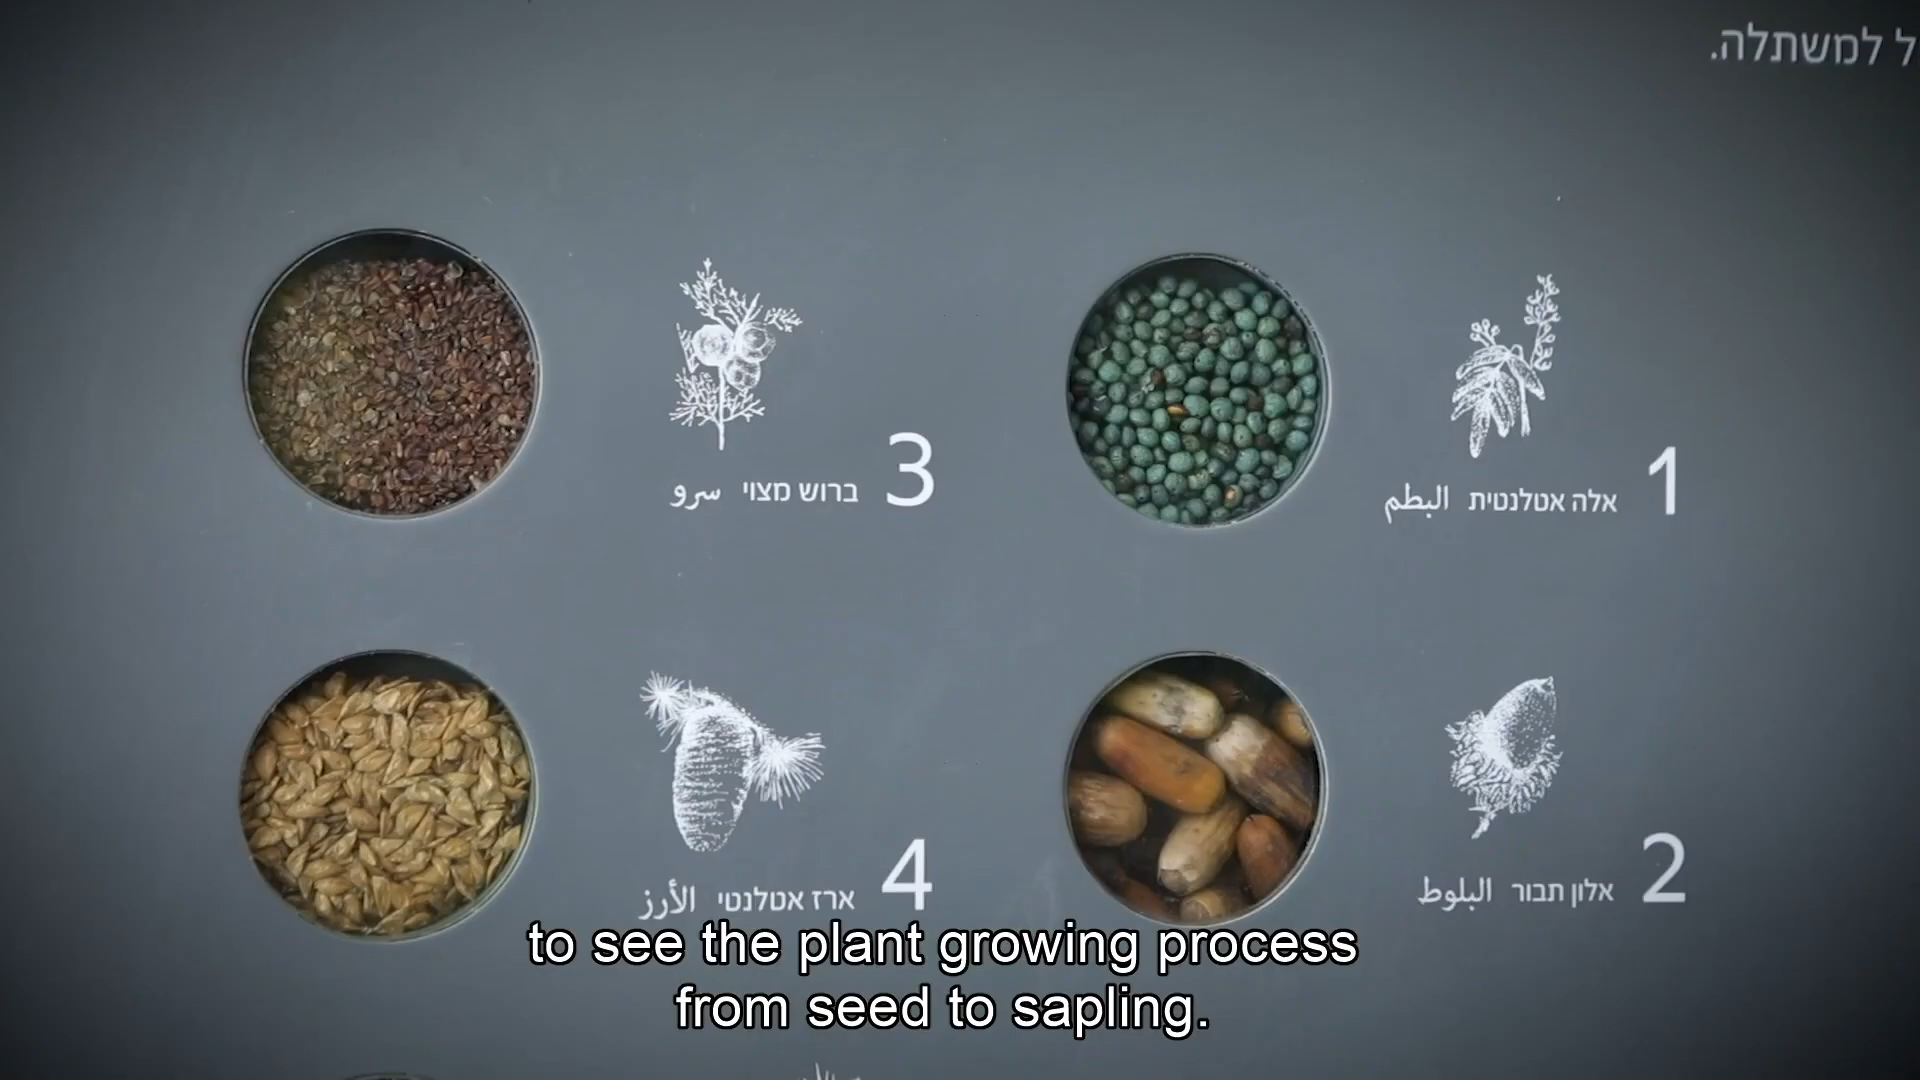 ל למשתלה.
1
אלה אטלנטית البطم
3
ברוש מצוי سرو
2
אלון תבור البلوط
4
ארז אטלנטי الأرز
to see the plant growing process
from seed to sapling.